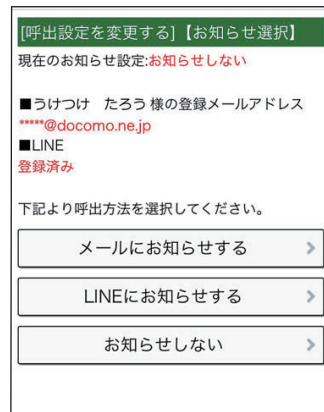 [呼出設定を変更する]【お知らせ選択】
現在のお知らせ設定:お知らせしない
■うけつけ　たろう 様の登録メールアドレス
*****@docomo.ne.jp
■LINE
登録済み
下記より呼出方法を選択してください。
メールにお知らせする
LINEにお知らせする
お知らせしない